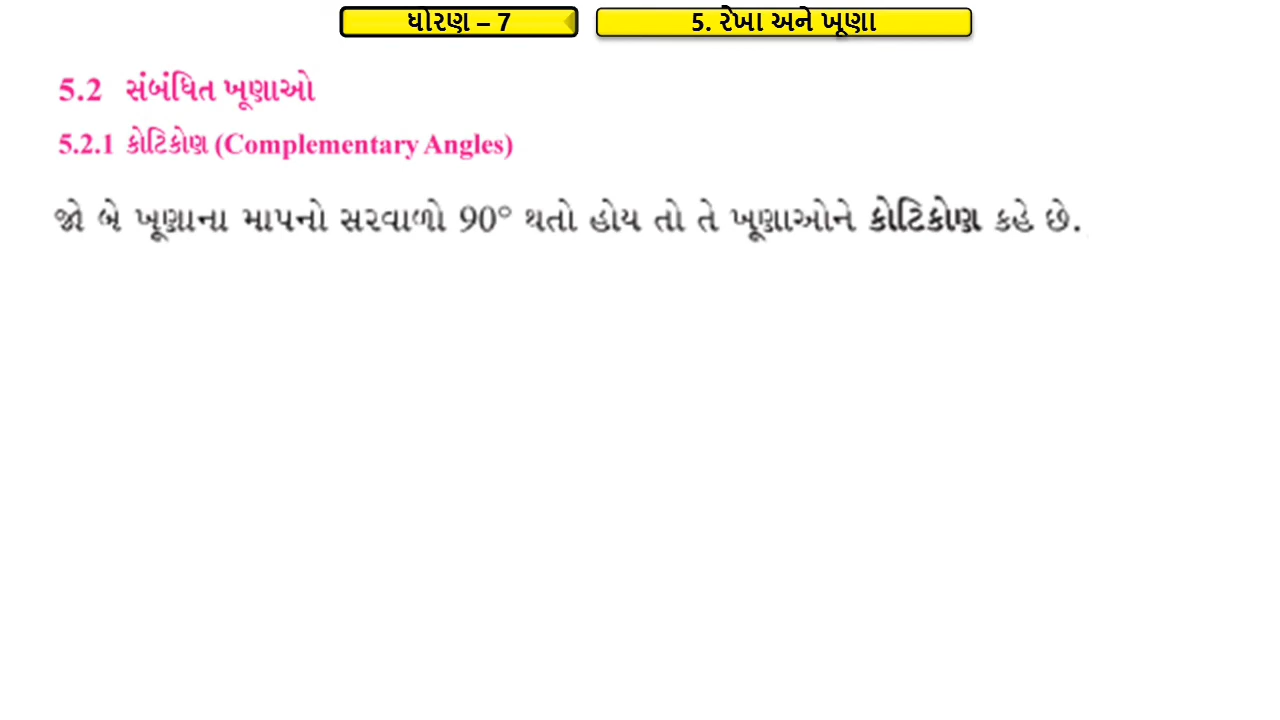 ધોરણ – 7
5. રેખા અને ખૂણા
5.2 સંબંધિત ખૂણાઓ
5.2.1 કોટિકોણ (Complementary Angles)
જો બે ખૂણાના માપનો સરવાળો 90° થતો હોય તો તે ખૂણાઓને કોટિકોણ કહે છે.